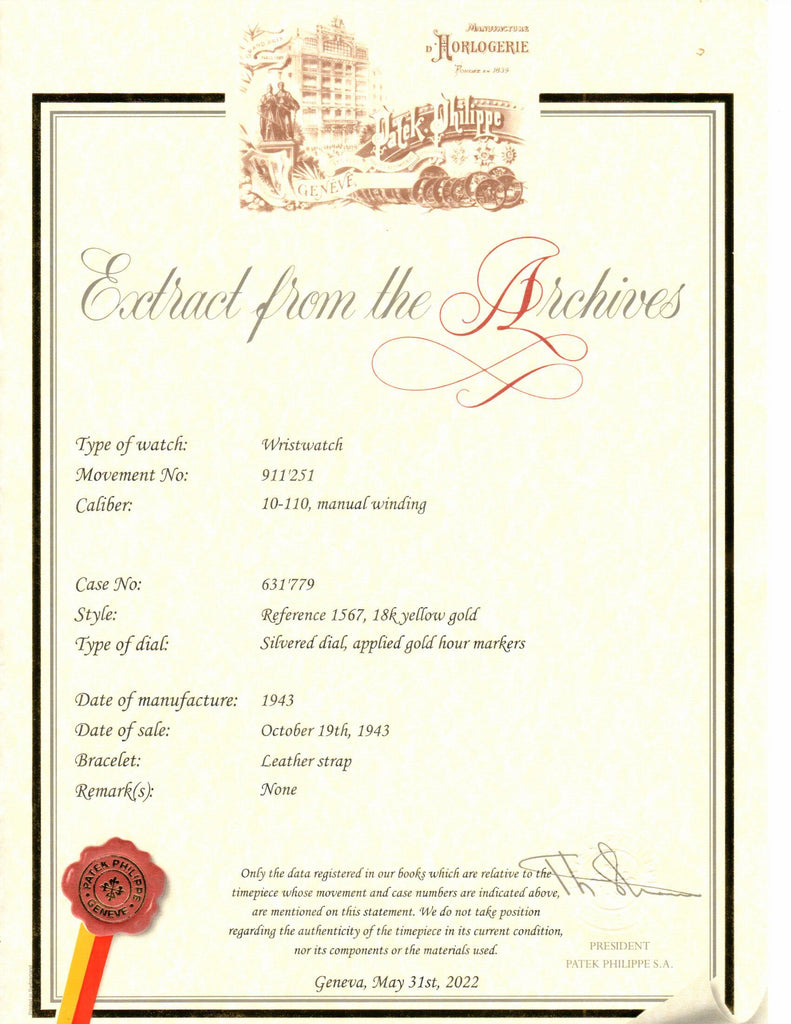 MANUFACTURE
D'HORLOGERIE
FONDÉE EN 1839
Patek Philippe
GENÈVE
Extract from the Archives
Type of watch: Wristwatch
Movement No: 911'251
Caliber: 10-110, manual winding
Case No: 631'779
Style: Reference 1567, 18k yellow gold
Type of dial: Silvered dial, applied gold hour markers
Date of manufacture: 1943
Date of sale: October 19th, 1943
Bracelet: Leather strap
Remark(s): None
Only the data registered in our books which are relative to the
timepiece whose movement and case numbers are indicated above,
are mentioned on this statement. We do not take position
regarding the authenticity of the timepiece in its current condition,
nor its components or the materials used.
Geneva, May 31st, 2022
PRESIDENT
PATEK PHILIPPE S.A.
PATEK PHILIPPE
GENEVE